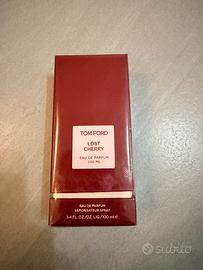 TOM FORD
LOST
CHERRY
EAU DE PARFUM
100 ML
EAU DE PARFUM
VAPORISATEUR SPRAY
3.4 FL.OZ./OZ. LIQ/100 ml ℮
subito